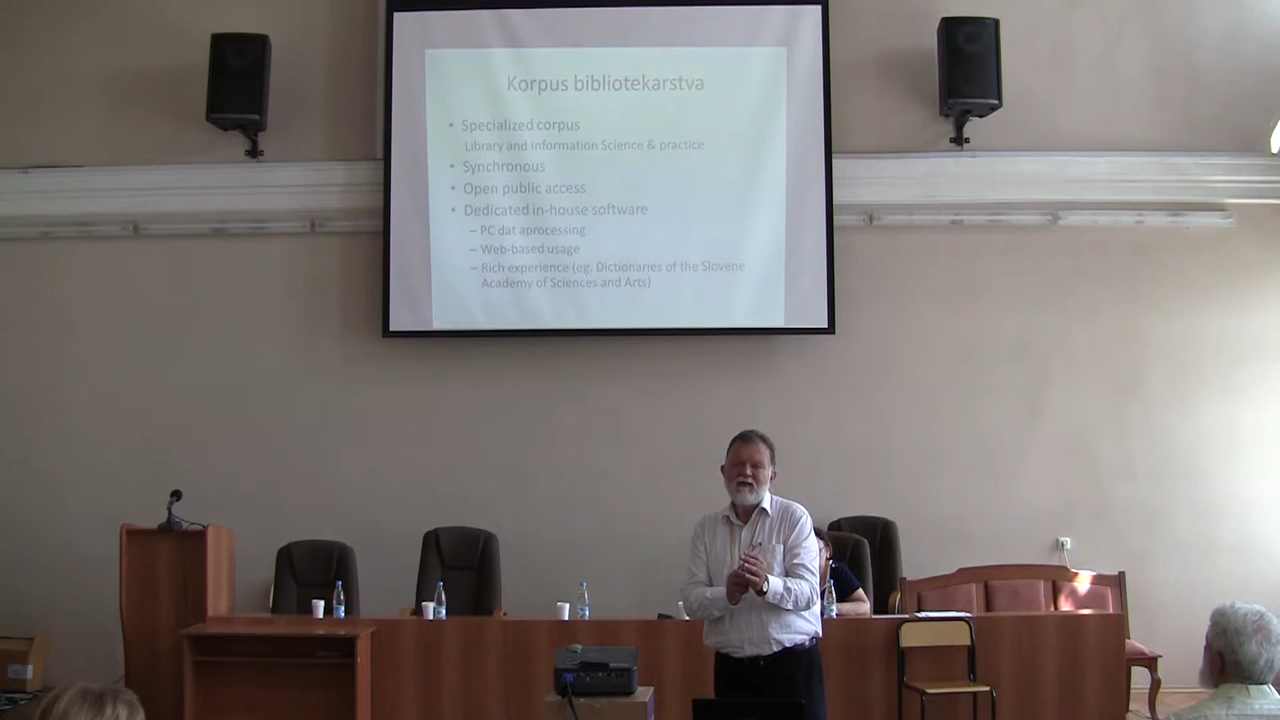 Korpus bibliotekarstva
• Specialized corpus
Library and Information Science & practice
• Synchronous
• Open public access
• Dedicated in-house software
– PC dat aprocessing
– Web-based usage
– Rich experience (eg. Dictionaries of the Slovene
Academy of Sciences and Arts)